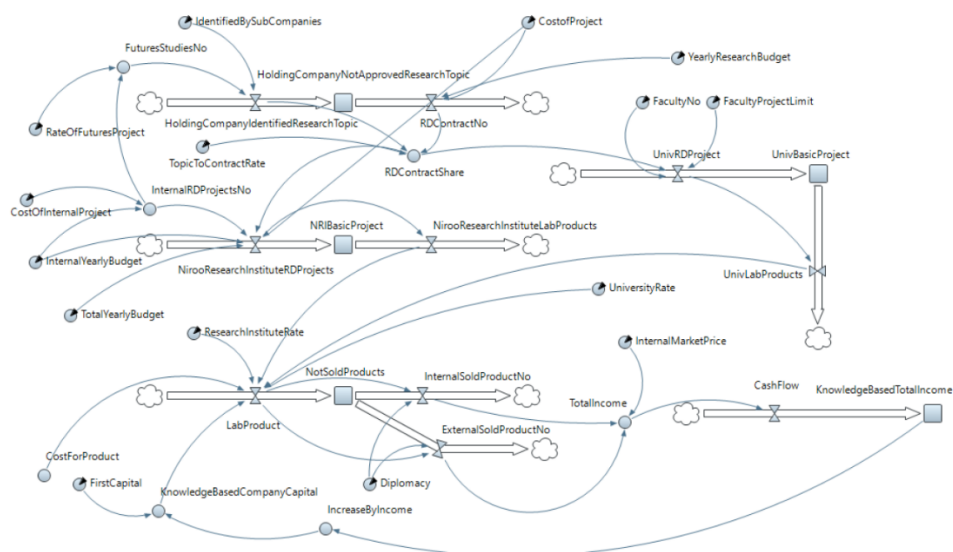 IdentifiedBySubCompanies
CostofProject
FuturesStudiesNo
YearlyResearchBudget
HoldingCompanyNotApprovedResearchTopic
FacultyNo
FacultyProjectLimit
HoldingCompanyIdentifiedResearchTopic
RDContractNo
RateOfFuturesProject
TopicToContractRate
RDContractShare
UnivRDProject
UnivBasicProject
InternalRDProjectsNo
CostOfInternalProject
NRIBasicProject
NirooResearchInstituteLabProducts
InternalYearlyBudget
NirooResearchInstituteRDProjects
UnivLabProducts
UniversityRate
TotalYearlyBudget
ResearchInstituteRate
InternalMarketPrice
NotSoldProducts
InternalSoldProductNo
CashFlow
KnowledgeBasedTotalIncome
TotalIncome
LabProduct
ExternalSoldProductNo
CostForProduct
FirstCapital
KnowledgeBasedCompanyCapital
Diplomacy
IncreaseByIncome